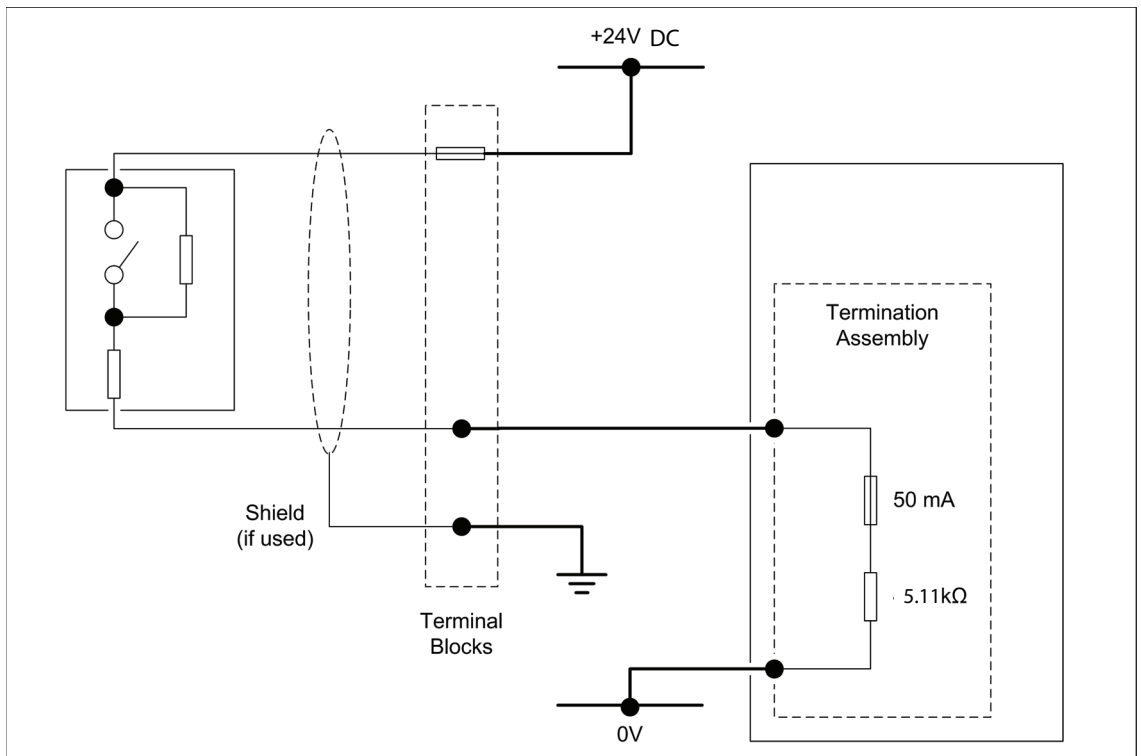 +24V DC
Termination
Assembly
50 mA
Shield
(if used)
5.11kΩ
Terminal
Blocks
0V